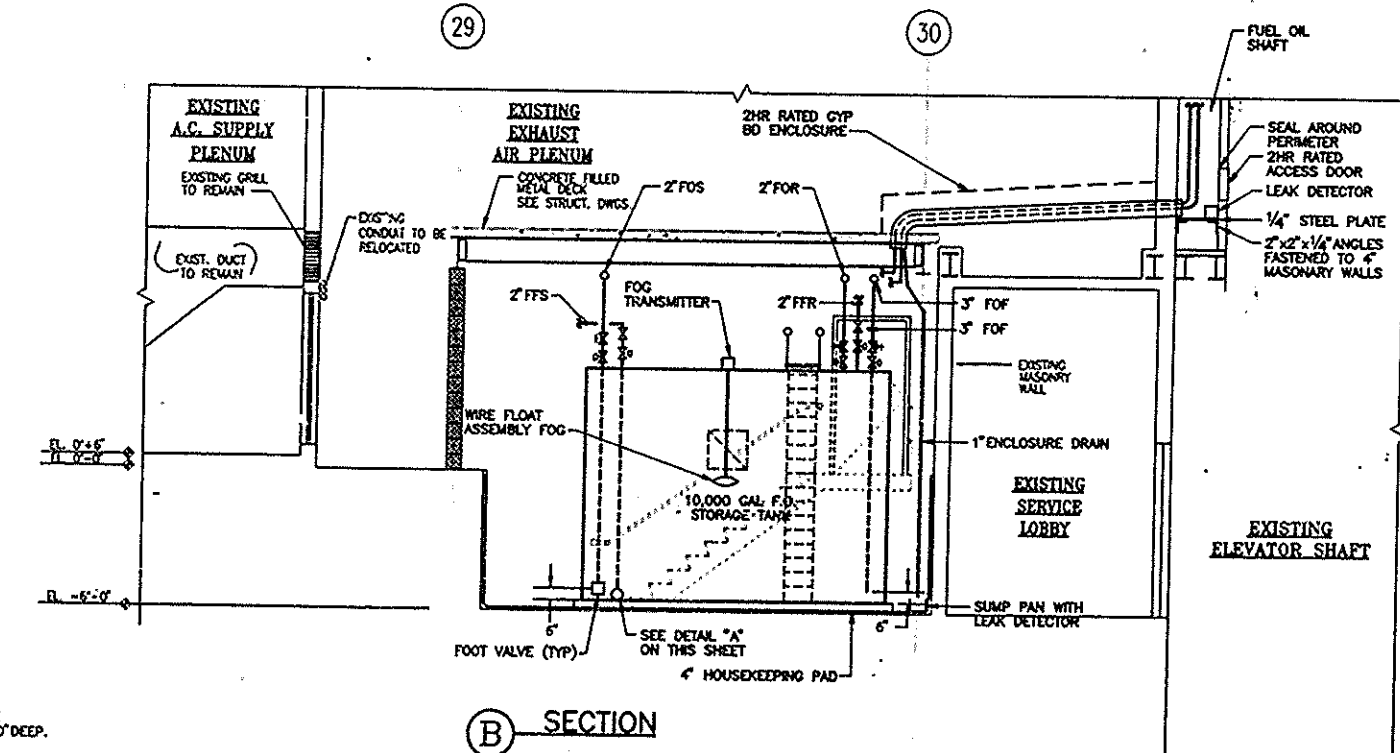 29
30
FUEL OIL
SHAFT
EXISTING
A.C. SUPPLY
PLENUM
EXISTING GRILL
TO REMAIN
EXISTING
EXHAUST
AIR PLENUM
CONCRETE FILLED
METAL DECK
SEE STRUCT. DWGS.
2HR RATED GYP
BD ENCLOSURE
SEAL AROUND
PERIMETER
2HR RATED
ACCESS DOOR
LEAK DETECTOR
1/4" STEEL PLATE
2"x2"x1/4" ANGLES
FASTENED TO 4"
MASONARY WALLS
2" FOS
2" FOR
EXISTING
CONDUIT TO BE
RELOCATED
EXIST. DUCT
TO REMAIN
2" FFS
FOG
TRANSMITTER
2" FFR
3" FOF
3" FOF
EXISTING
MASONRY
WALL
WIRE FLOAT
ASSEMBLY FOG
1" ENCLOSURE DRAIN
EL. 0'+6"
EL. 0'-0"
10,000 GAL. F.O.
STORAGE TANK
EXISTING
SERVICE
LOBBY
EXISTING
ELEVATOR SHAFT
EL. -6'-0"
6"
6"
SUMP PAN WITH
LEAK DETECTOR
FOOT VALVE (TYP)
SEE DETAIL "A"
ON THIS SHEET
4" HOUSEKEEPING PAD
B SECTION
0" DEEP.